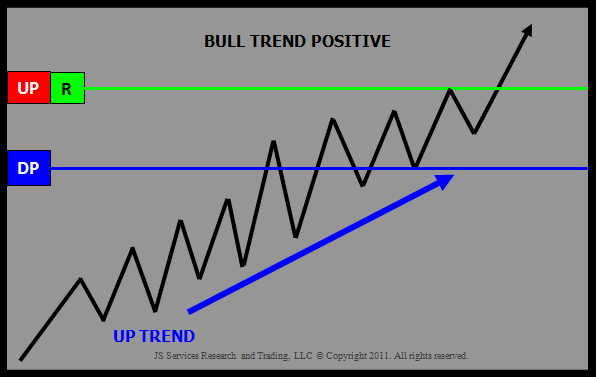 BULL TREND POSITIVE
UP R
DP
UP TREND
JS Services Research and Trading, LLC © Copyright 2011. All rights reserved.